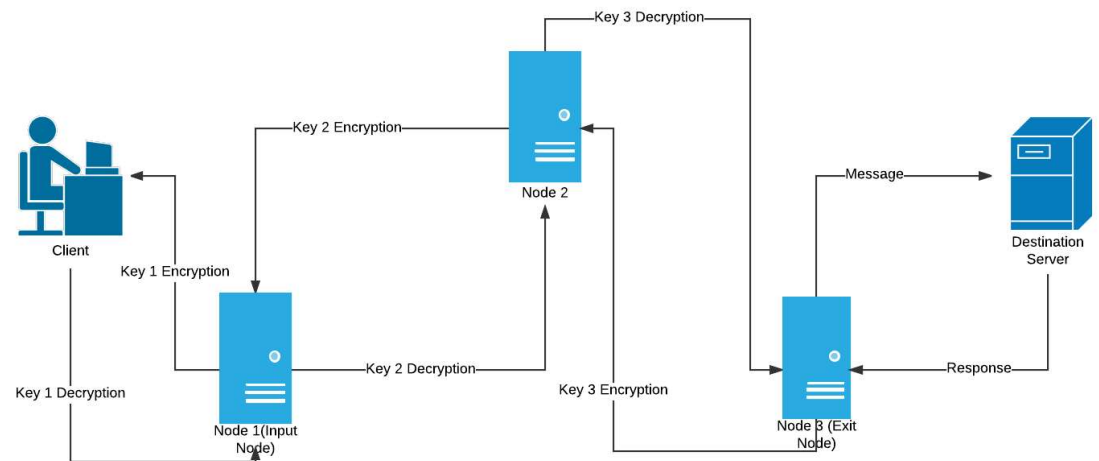 Key 3 Decryption
Key 2 Encryption
Node 2
Message
Client
Destination
Server
Key 1 Encryption
Key 2 Decryption
Key 3 Encryption
Response
Key 1 Decryption
Node 1(Input
Node)
Node 3 (Exit
Node)